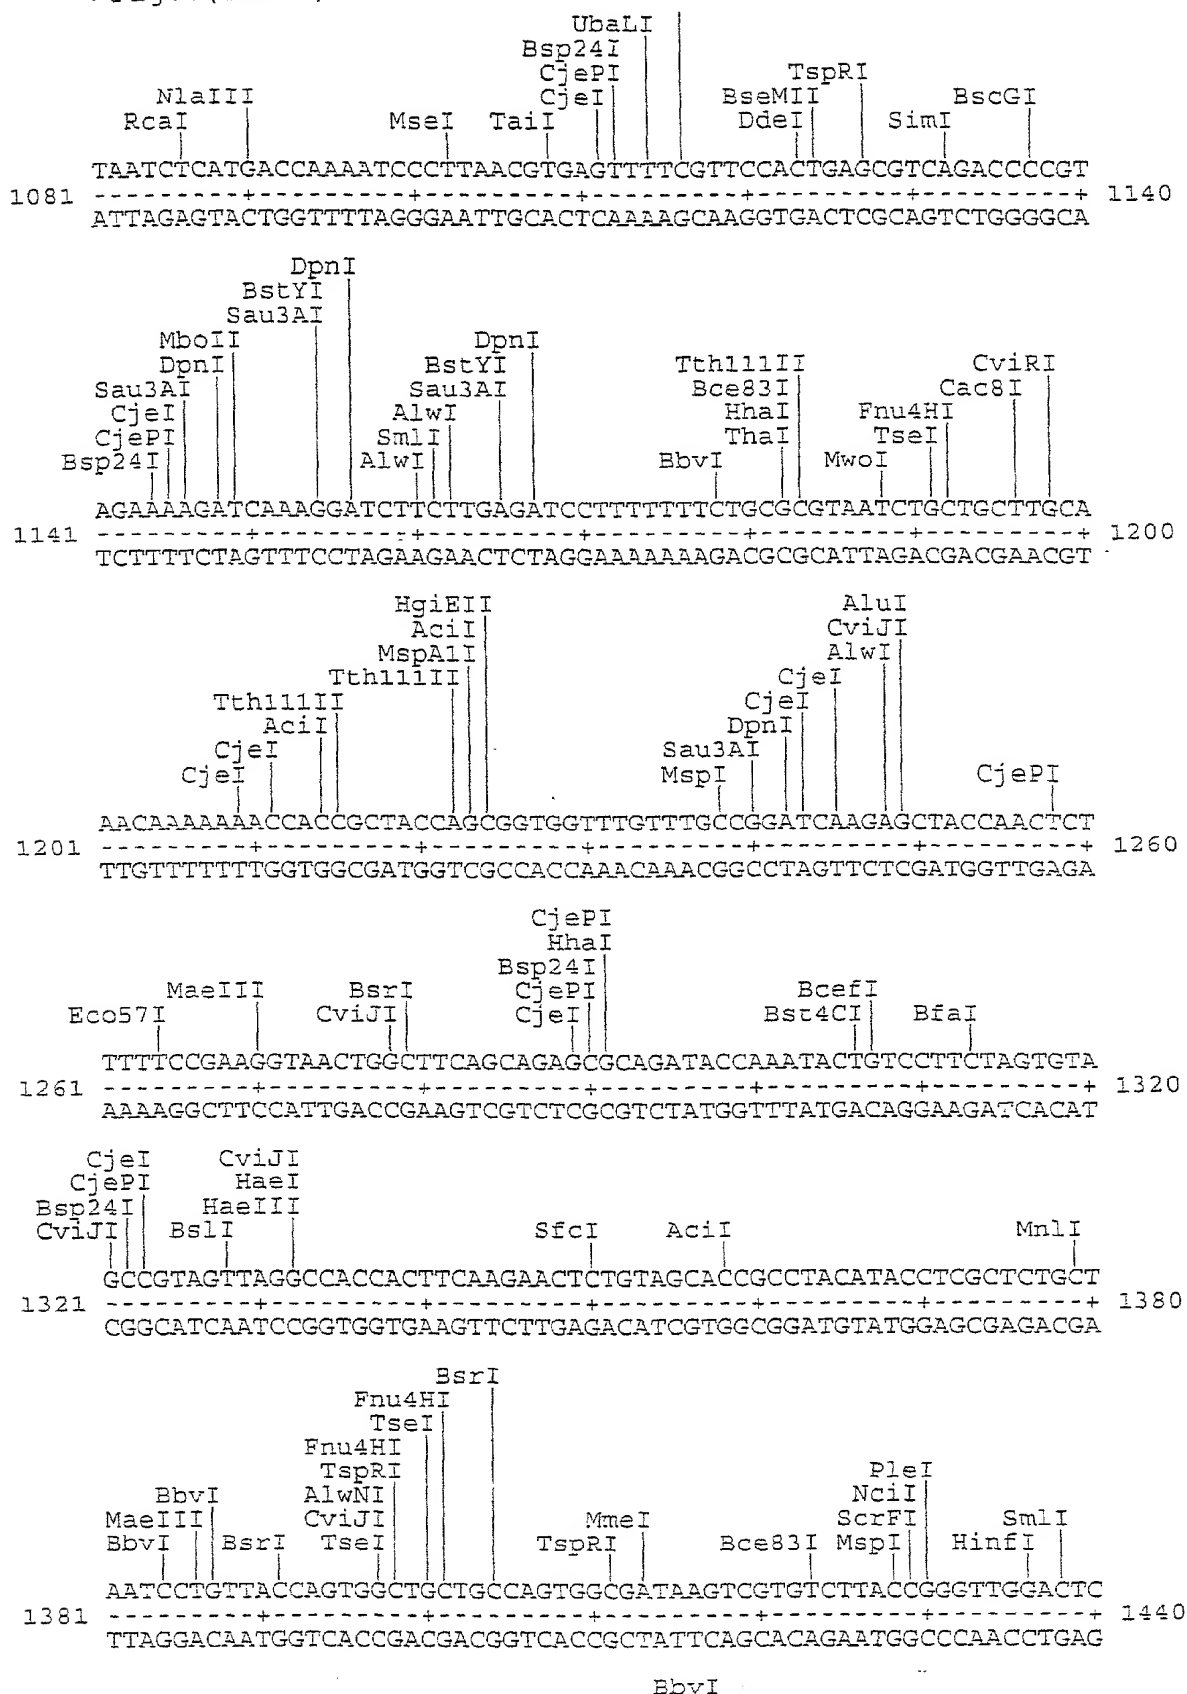 UbaLI
Bsp24I
CjePI TspRI
NlaIII CjeI BseMII BscGI
RcaI MseI TaiI DdeI SimI
TAATCTCATGACCAAAATCCCTTAACGTGAGTTTTCGTTCCACTGAGCGTCAGACCCCGT
1081 ---------+---------+---------+---------+---------+---------+ 1140
ATTAGAGTACTGGTTTTAGGGAATTGCACTCAAAAGCAAGGTGACTCGCAGTCTGGGGCA
DpnI
BstYI
Sau3AI
MboII DpnI
DpnI BstYI Tth111II CviRI
Sau3AI Sau3AI Bce83I Cac8I
CjeI AlwI HhaI Fnu4HI
CjePI SmlI ThaI TseI
Bsp24I AlwI BbvI MwoI
AGAAAAGATCAAAGGATCTTCTTGAGATCCTTTTTTTCTGCGCGTAATCTGCTGCTTGCA
1141 ---------+---------+---------+---------+---------+---------+ 1200
TCTTTTCTAGTTTCCTAGAAGAACTCTAGGAAAAAAAGACGCGCATTAGACGACGAACGT
HgiEII AluI
AciI CviJI
MspA1I AlwI
Tth111II CjeI
Tth111II CjeI
AciI DpnI
CjeI Sau3AI
CjeI MspI CjePI
AACAAAAAAACCACCGCTACCAGCGGTGGTTTGTTTGCCGGATCAAGAGCTACCAACTCT
1201 ---------+---------+---------+---------+---------+---------+ 1260
TTGTTTTTTTGGTGGCGATGGTCGCCACCAAACAAACGGCCTAGTTCTCGATGGTTGAGA
CjePI
HhaI
Bsp24I
MaeIII BsrI CjePI BcefI
Eco57I CviJI CjeI Bst4CI BfaI
TTTTCCGAAGGTAACTGGCTTCAGCAGAGCGCAGATACCAAATACTGTCCTTCTAGTGTA
1261 ---------+---------+---------+---------+---------+---------+ 1320
AAAAGGCTTCCATTGACCGAAGTCGTCTCGCGTCTATGGTTTATGACAGGAAGATCACAT
CjeI CviJI
CjePI HaeI
Bsp24I HaeIII
CviJI BslI SfcI AciI MnlI
GCCGTAGTTAGGCCACCACTTCAAGAACTCTGTAGCACCGCCTACATACCTCGCTCTGCT
1321 ---------+---------+---------+---------+---------+---------+ 1380
CGGCATCAATCCGGTGGTGAAGTTCTTGAGACATCGTGGCGGATGTATGGAGCGAGACGA
BsrI
Fnu4HI
TseI
Fnu4HI
TspRI PleI
BbvI AlwNI NciI
MaeIII CviJI MmeI ScrFI SmlI
BbvI BsrI TseI TspRI Bce83I MspI HinfI
AATCCTGTTACCAGTGGCTGCTGCCAGTGGCGATAAGTCGTGTCTTACCGGGTTGGACTC
1381 ---------+---------+---------+---------+---------+---------+ 1440
TTAGGACAATGGTCACCGACGACGGTCACCGCTATTCAGCACAGAATGGCCCAACCTGAG
BbvI